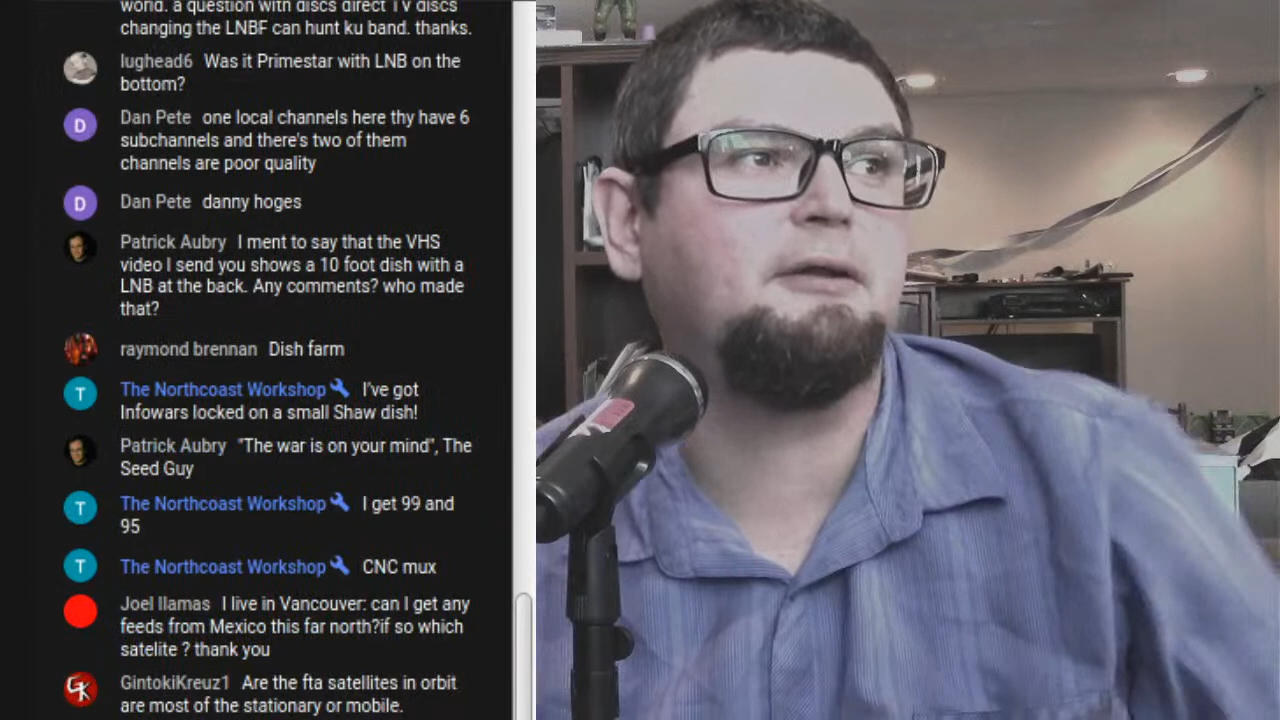 world. a question with discs direct TV discs
changing the LNBF can hunt ku band. thanks.
lughead6 Was it Primestar with LNB on the
bottom?
D
Dan Pete one local channels here thy have 6
subchannels and there's two of them
channels are poor quality
D
Dan Pete danny hoges
Patrick Aubry I ment to say that the VHS
video I send you shows a 10 foot dish with a
LNB at the back. Any comments? who made
that?
raymond brennan Dish farm
T
The Northcoast Workshop I've got
Infowars locked on a small Shaw dish!
Patrick Aubry "The war is on your mind", The
Seed Guy
T
The Northcoast Workshop I get 99 and
95
T
The Northcoast Workshop CNC mux
Joel llamas I live in Vancouver: can I get any
feeds from Mexico this far north?if so which
satelite ? thank you
GK
GintokiKreuz1 Are the fta satellites in orbit
are most of the stationary or mobile.